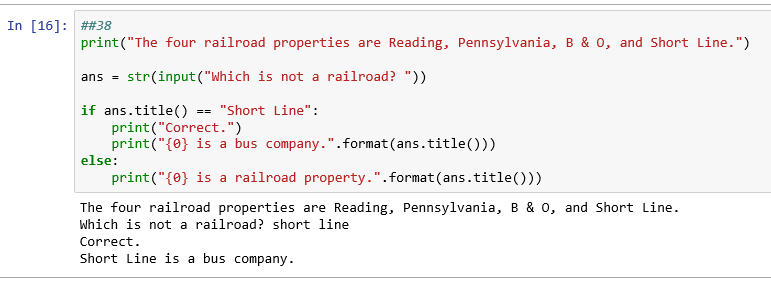 In [16]: ##38
print("The four railroad properties are Reading, Pennsylvania, B & O, and Short Line.")
ans = str(input("Which is not a railroad? "))
if ans.title() == "Short Line":
    print("Correct.")
    print("{0} is a bus company.".format(ans.title()))
else:
    print("{0} is a railroad property.".format(ans.title()))
The four railroad properties are Reading, Pennsylvania, B & O, and Short Line.
Which is not a railroad? short line
Correct.
Short Line is a bus company.